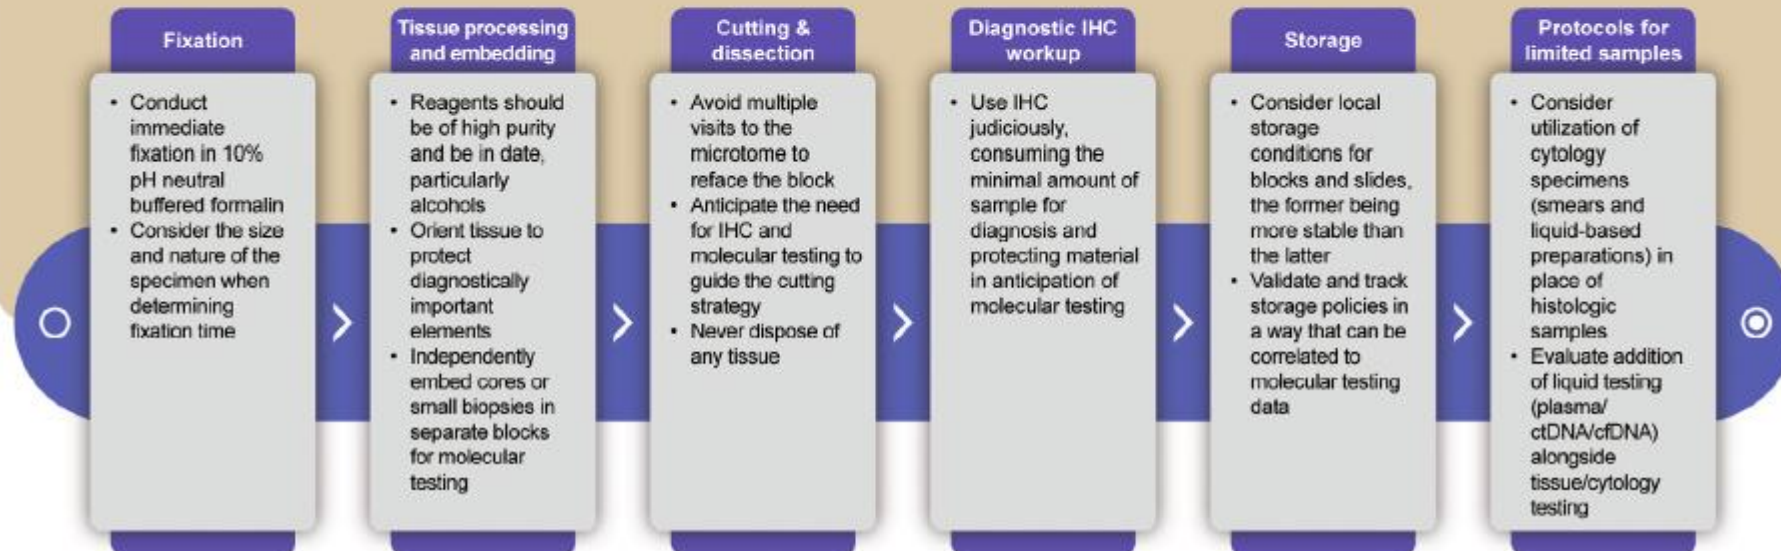 Fixation
• Conduct
immediate
fixation in 10%
pH neutral
buffered formalin
• Consider the size
and nature of the
specimen when
determining
fixation time
Tissue processing
and embedding
• Reagents should
be of high purity
and be in date,
particularly
alcohols
• Orient tissue to
protect
diagnostically
important
elements
• Independently
embed cores or
small biopsies in
separate blocks
for molecular
testing
Cutting &
dissection
• Avoid multiple
visits to the
microtome to
reface the block
• Anticipate the need
for IHC and
molecular testing to
guide the cutting
strategy
• Never dispose of
any tissue
Diagnostic IHC
workup
• Use IHC
judiciously,
consuming the
minimal amount of
sample for
diagnosis and
protecting material
in anticipation of
molecular testing
Storage
• Consider local
storage
conditions for
blocks and slides,
the former being
more stable than
the latter
• Validate and track
storage policies in
a way that can be
correlated to
molecular testing
data
Protocols for
limited samples
• Consider
utilization of
cytology
specimens
(smears and
liquid-based
preparations) in
place of
histologic
samples
• Evaluate addition
of liquid testing
(plasma/
ctDNA/cfDNA)
alongside
tissue/cytology
testing